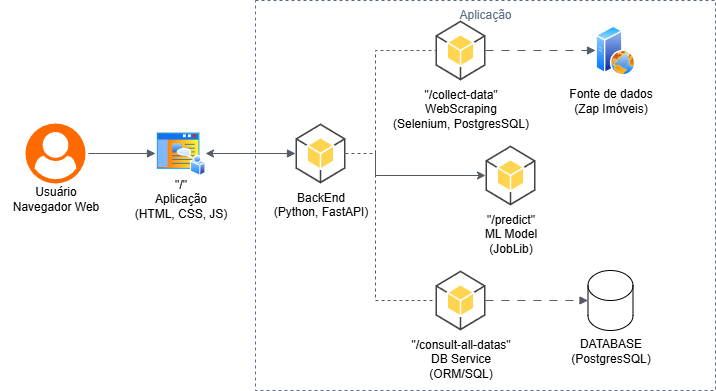 Aplicação
"/collect-data"
WebScraping
(Selenium, PostgresSQL)
Fonte de dados
(Zap Imóveis)
Usuário
Navegador Web
"/"
Aplicação
(HTML, CSS, JS)
BackEnd
(Python, FastAPI)
"/predict"
ML Model
(JobLib)
"/consult-all-datas"
DB Service
(ORM/SQL)
DATABASE
(PostgresSQL)